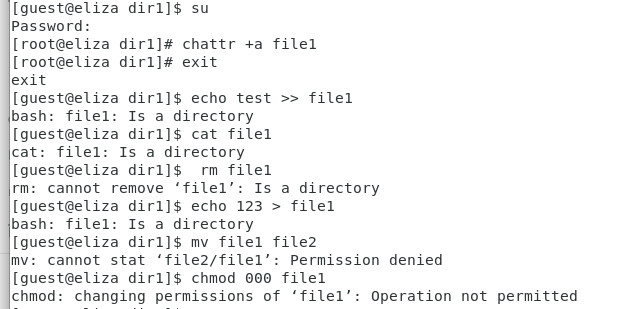 [guest@eliza dir1]$ su
Password:
[root@eliza dir1]# chattr +a file1
[root@eliza dir1]# exit
exit
[guest@eliza dir1]$ echo test >> file1
bash: file1: Is a directory
[guest@eliza dir1]$ cat file1
cat: file1: Is a directory
[guest@eliza dir1]$  rm file1
rm: cannot remove ‘file1’: Is a directory
[guest@eliza dir1]$ echo 123 > file1
bash: file1: Is a directory
[guest@eliza dir1]$ mv file1 file2
mv: cannot stat ‘file2/file1’: Permission denied
[guest@eliza dir1]$ chmod 000 file1
chmod: changing permissions of ‘file1’: Operation not permitted